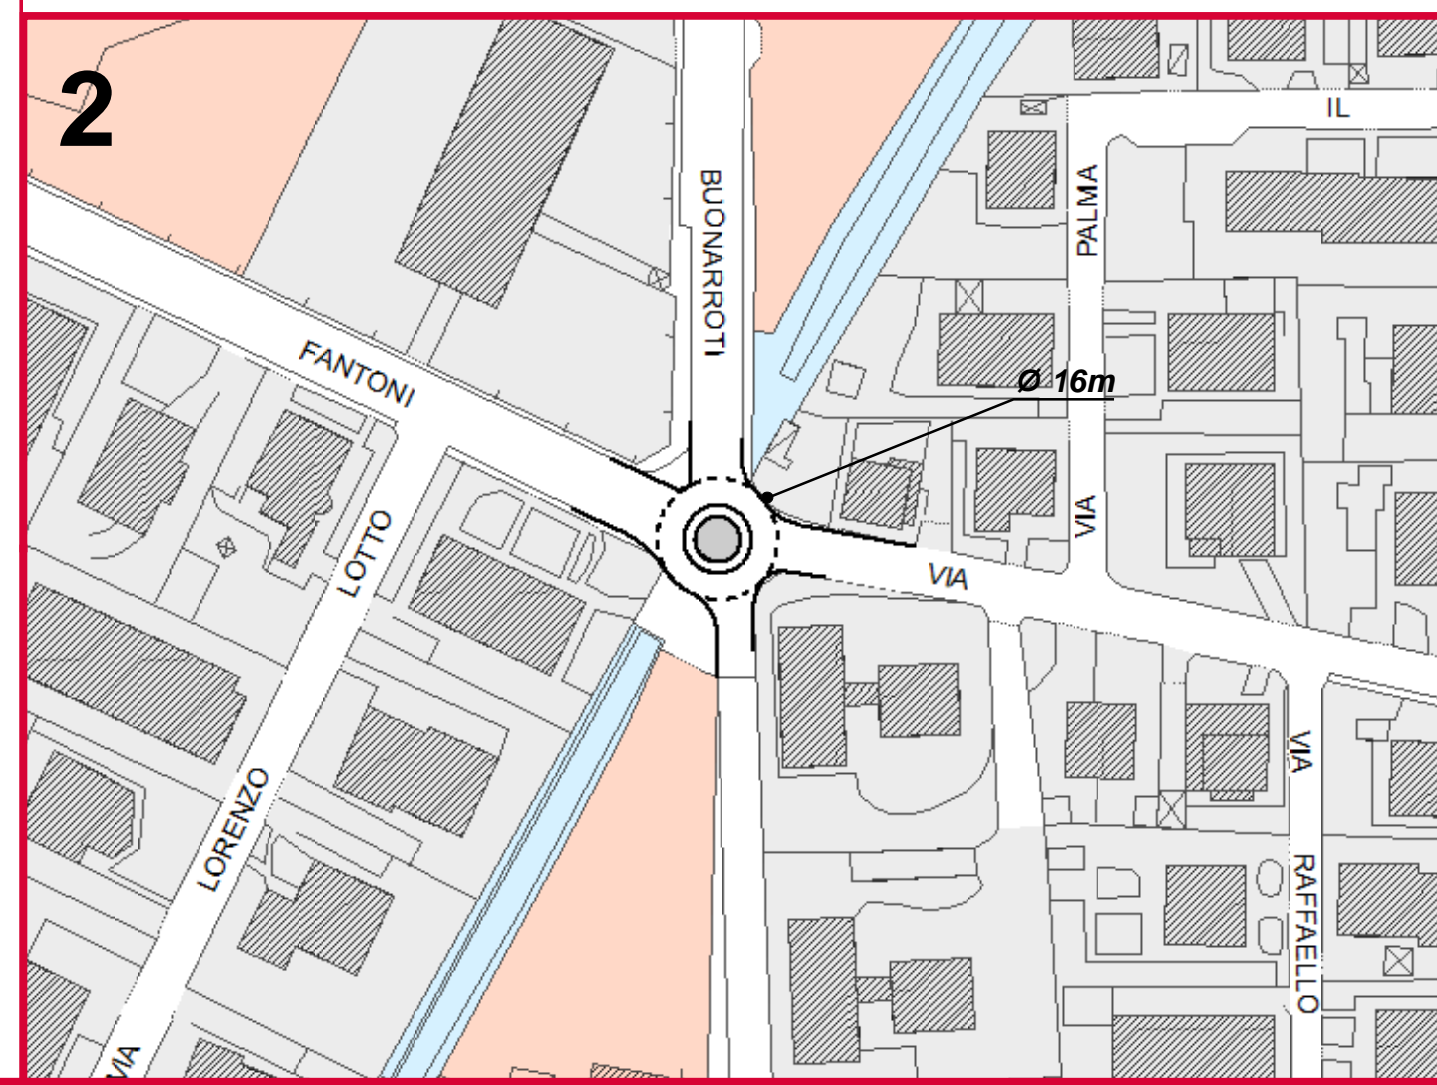 2
IL
BUONARROTI
PALMA
FANTONI
Ø 16m
VIA
LOTTO
VIA
VIA
LORENZO
RAFFAELLO
VIA